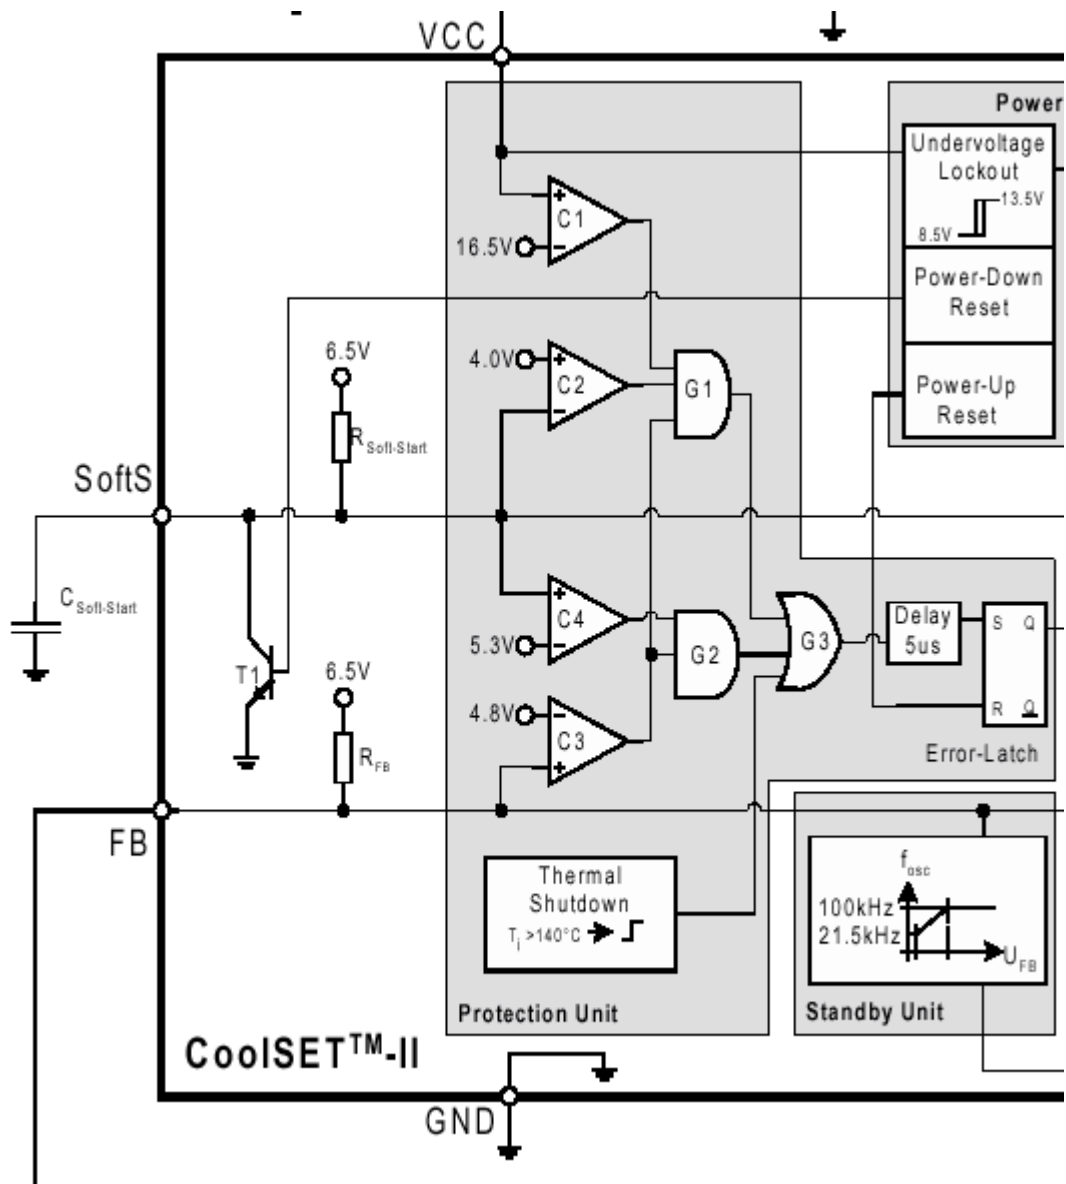 VCC
Power
Undervoltage
Lockout
13.5V
8.5V
C1
16.5V
Power-Down
Reset
6.5V
4.0V
C2
G1
Power-Up
Reset
R Soft-Start
SoftS
C Soft-Start
C4
5.3V
G2
G3
Delay
5us
S Q
R Q
T1
6.5V
4.8V
C3
R FB
Error-Latch
FB
Thermal
Shutdown
Tj >140°C
fosc
100kHz
21.5kHz
UFB
Protection Unit
Standby Unit
CoolSET™-II
GND